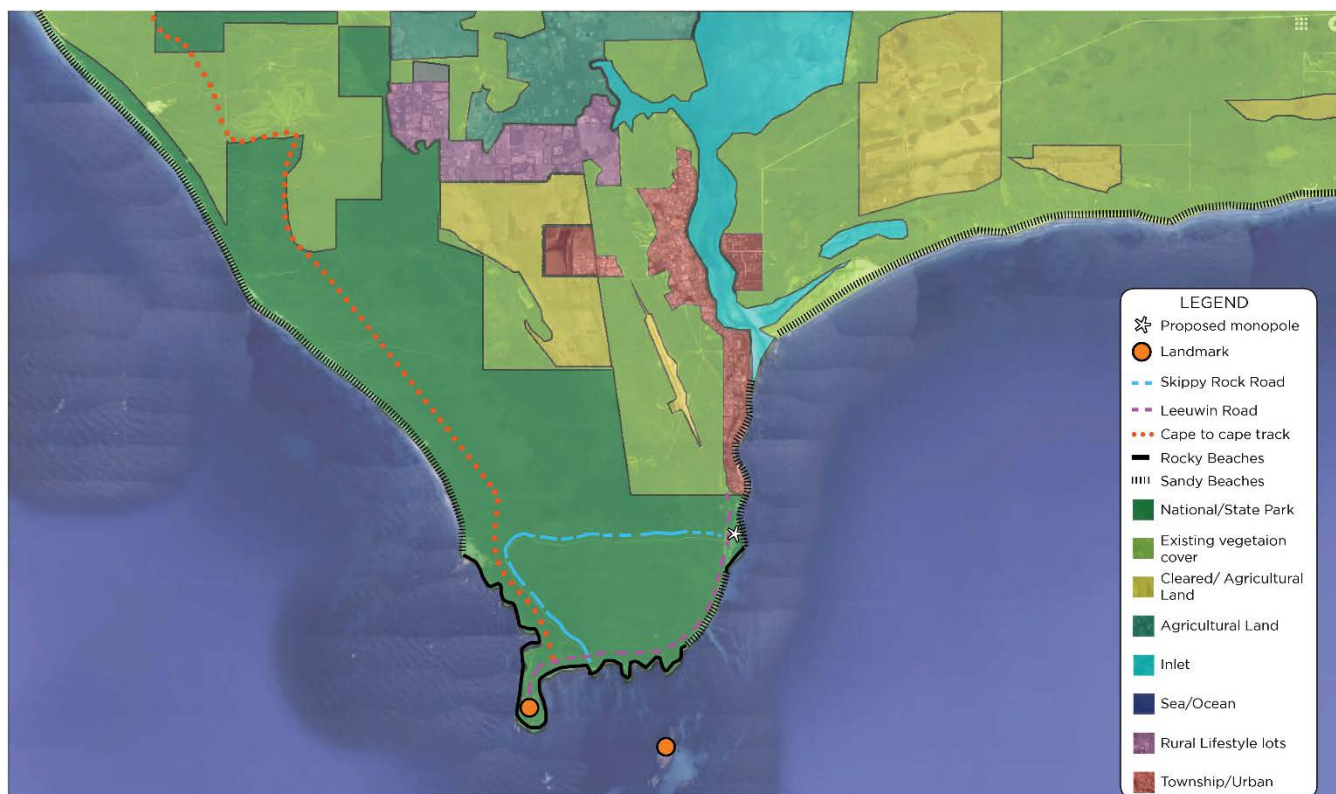 LEGEND
Proposed monopole
Landmark
Skippy Rock Road
Leeuwin Road
Cape to cape track
Rocky Beaches
Sandy Beaches
National/State Park
Existing vegetaion
cover
Cleared/ Agricultural
Land
Agricultural Land
Inlet
Sea/Ocean
Rural Lifestyle lots
Township/Urban